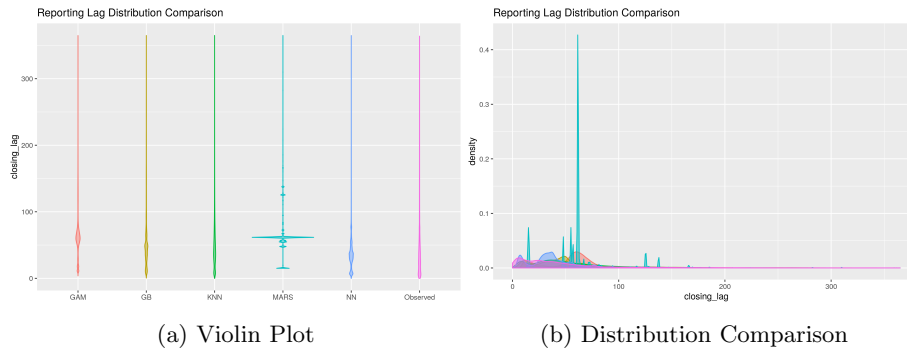 Reporting Lag Distribution Comparison
closing_lag
300
200
100
0
GAM GB KNN MARS NN Observed
(a) Violin Plot
Reporting Lag Distribution Comparison
density
0.4
0.3
0.2
0.1
0.0
0 100 200 300
closing_lag
(b) Distribution Comparison